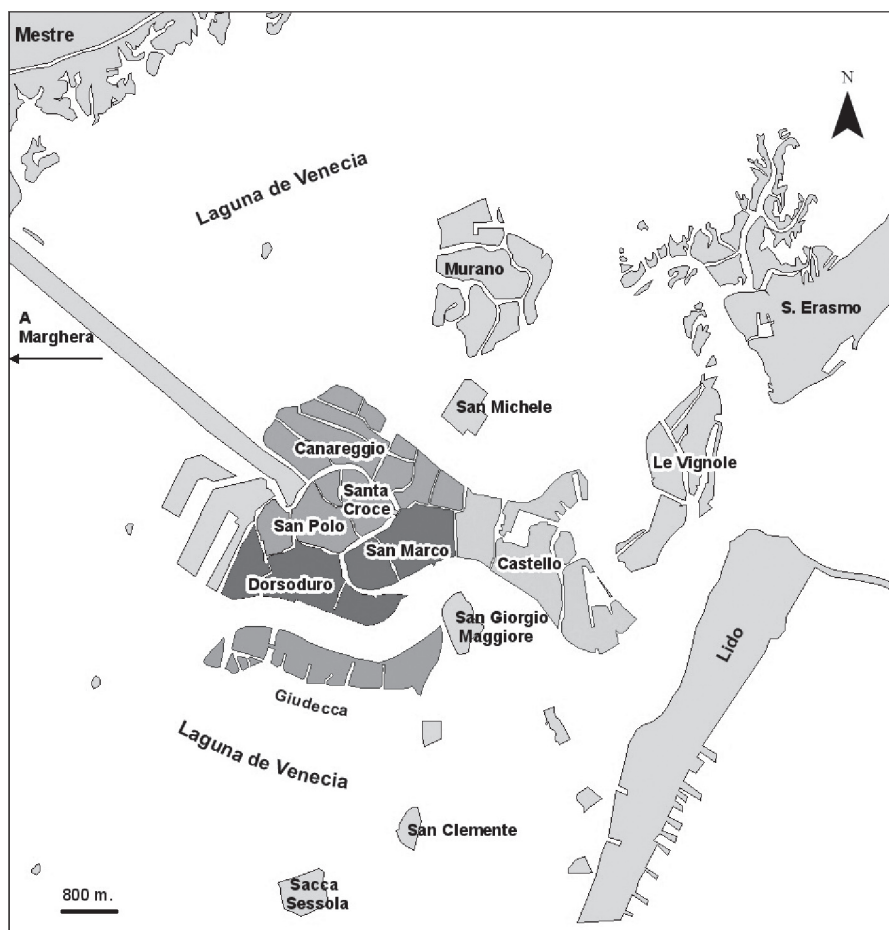 Mestre
N
Laguna de Venecia
Murano
S. Erasmo
A
Marghera
San Michele
Canareggio
Le Vignole
Santa
Croce
San Polo
San Marco
Castello
Dorsoduro
San Giorgio
Maggiore
Lido
Giudecca
Laguna de Venecia
San Clemente
Sacca
Sessola
800 m.